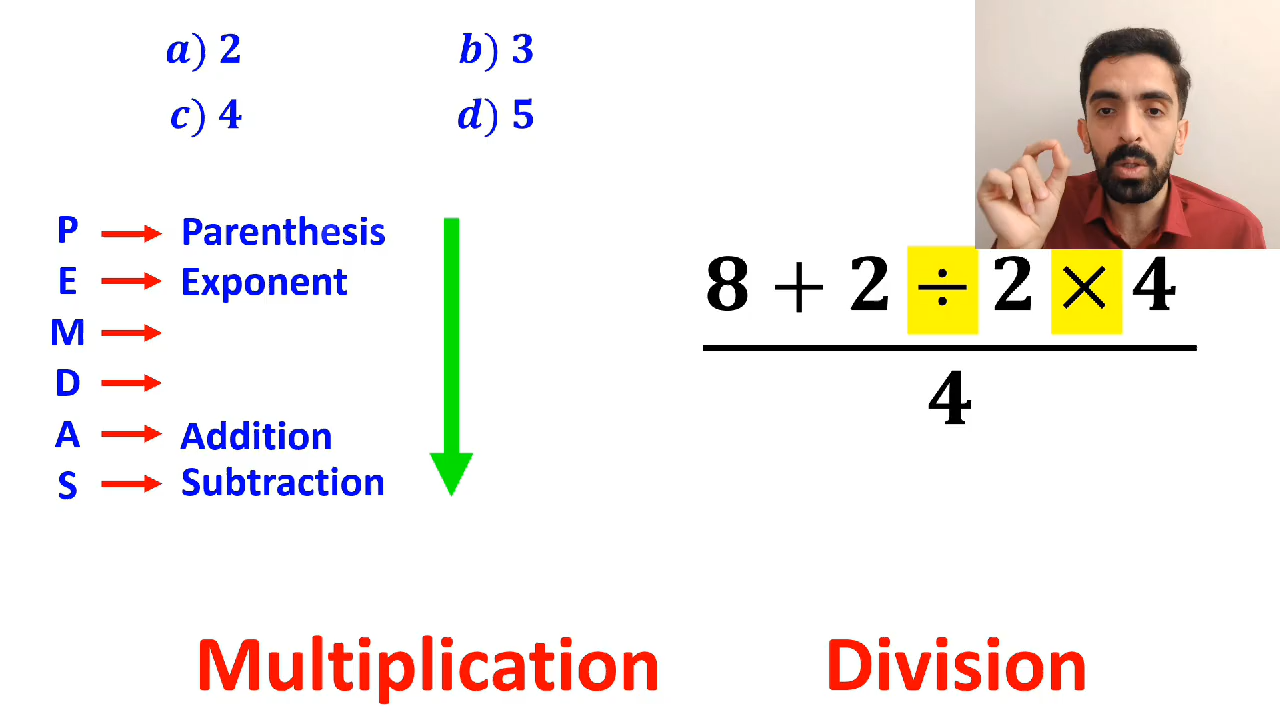 a) 2 b) 3
c) 4 d) 5
P → Parenthesis
E → Exponent
M →
D →
A → Addition
S → Subtraction
8 + 2 ÷ 2 × 4
4
Multiplication Division